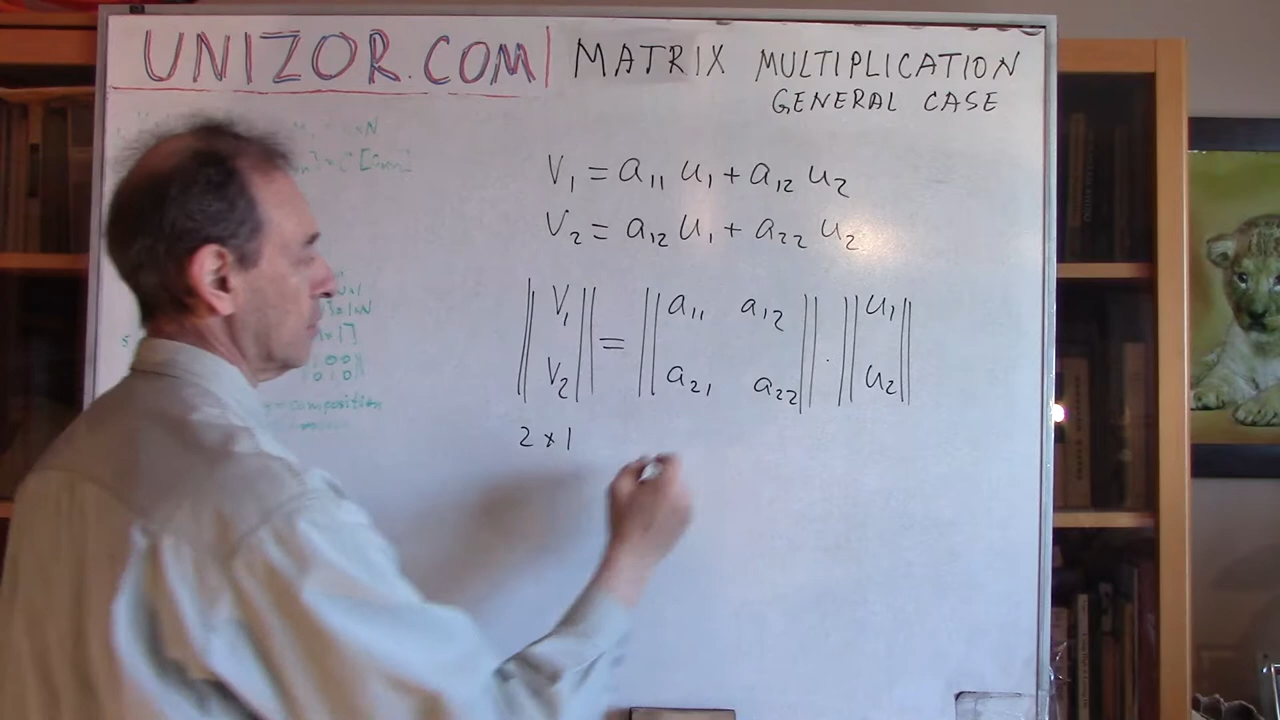 UNIZOR.COM | MATRIX MULTIPLICATION
GENERAL CASE
V₁ = a₁₁ u₁ + a₁₂ u₂
V₂ = a₁₂ u₁ + a₂₂ u₂
|| V₁ || = || a₁₁ a₁₂ || · || u₁ ||
|| V₂ || || a₂₁ a₂₂ || || u₂ ||
2 × 1
composition